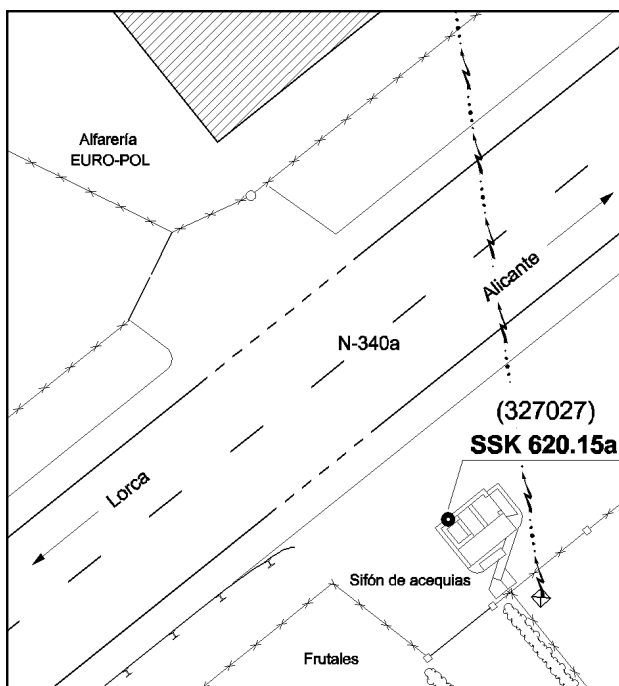 Alfarería
EURO-POL
Alicante
N-340a
(327027)
SSK 620.15a
Lorca
Sifón de acequias
Frutales